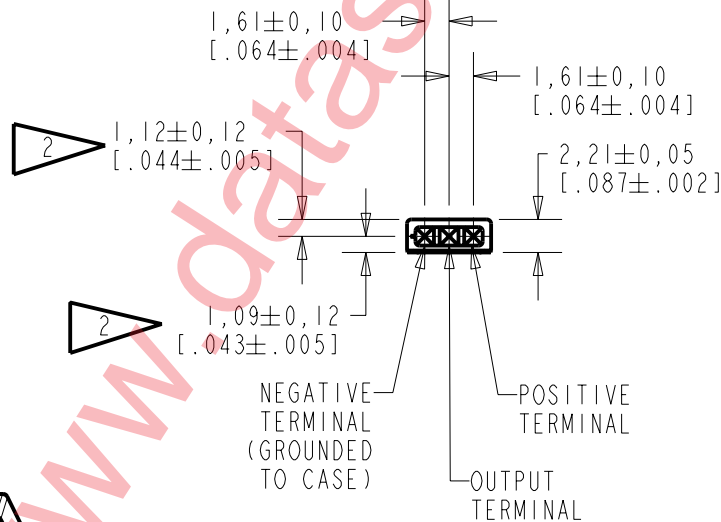 1,61±0,10
[.064±.004]
1,61±0,10
[.064±.004]
2
1,12±0,12
[.044±.005]
2,21±0,05
[.087±.002]
2
1,09±0,12
[.043±.005]
NEGATIVE
TERMINAL
(GROUNDED
TO CASE)
POSITIVE
TERMINAL
OUTPUT
TERMINAL
www.datas